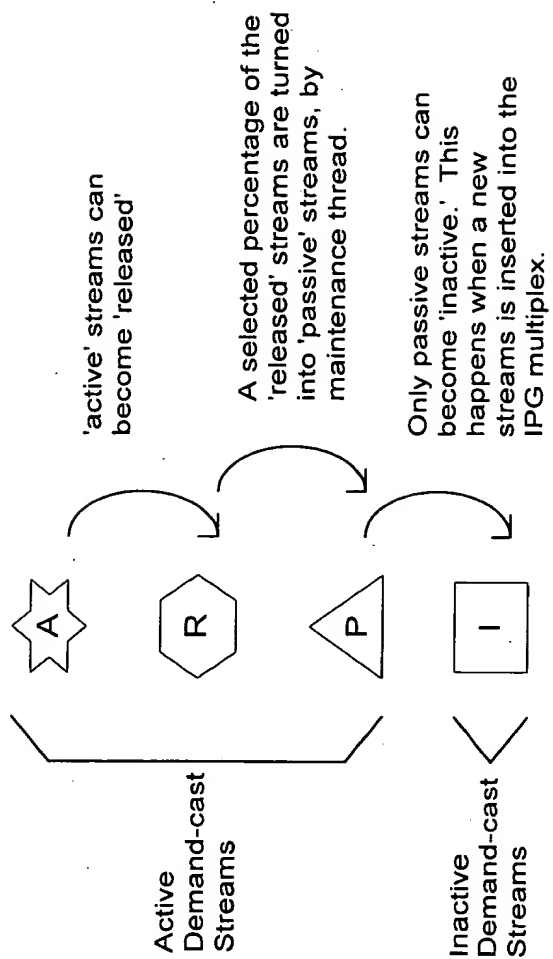 Active
Demand-cast
Streams
Inactive
Demand-cast
Streams
A
R
P
I
'active' streams can
become 'released'
A selected percentage of the
'released' streams are turned
into 'passive' streams, by
maintenance thread.
Only passive streams can
become 'inactive.' This
happens when a new
streams is inserted into the
IPG multiplex.